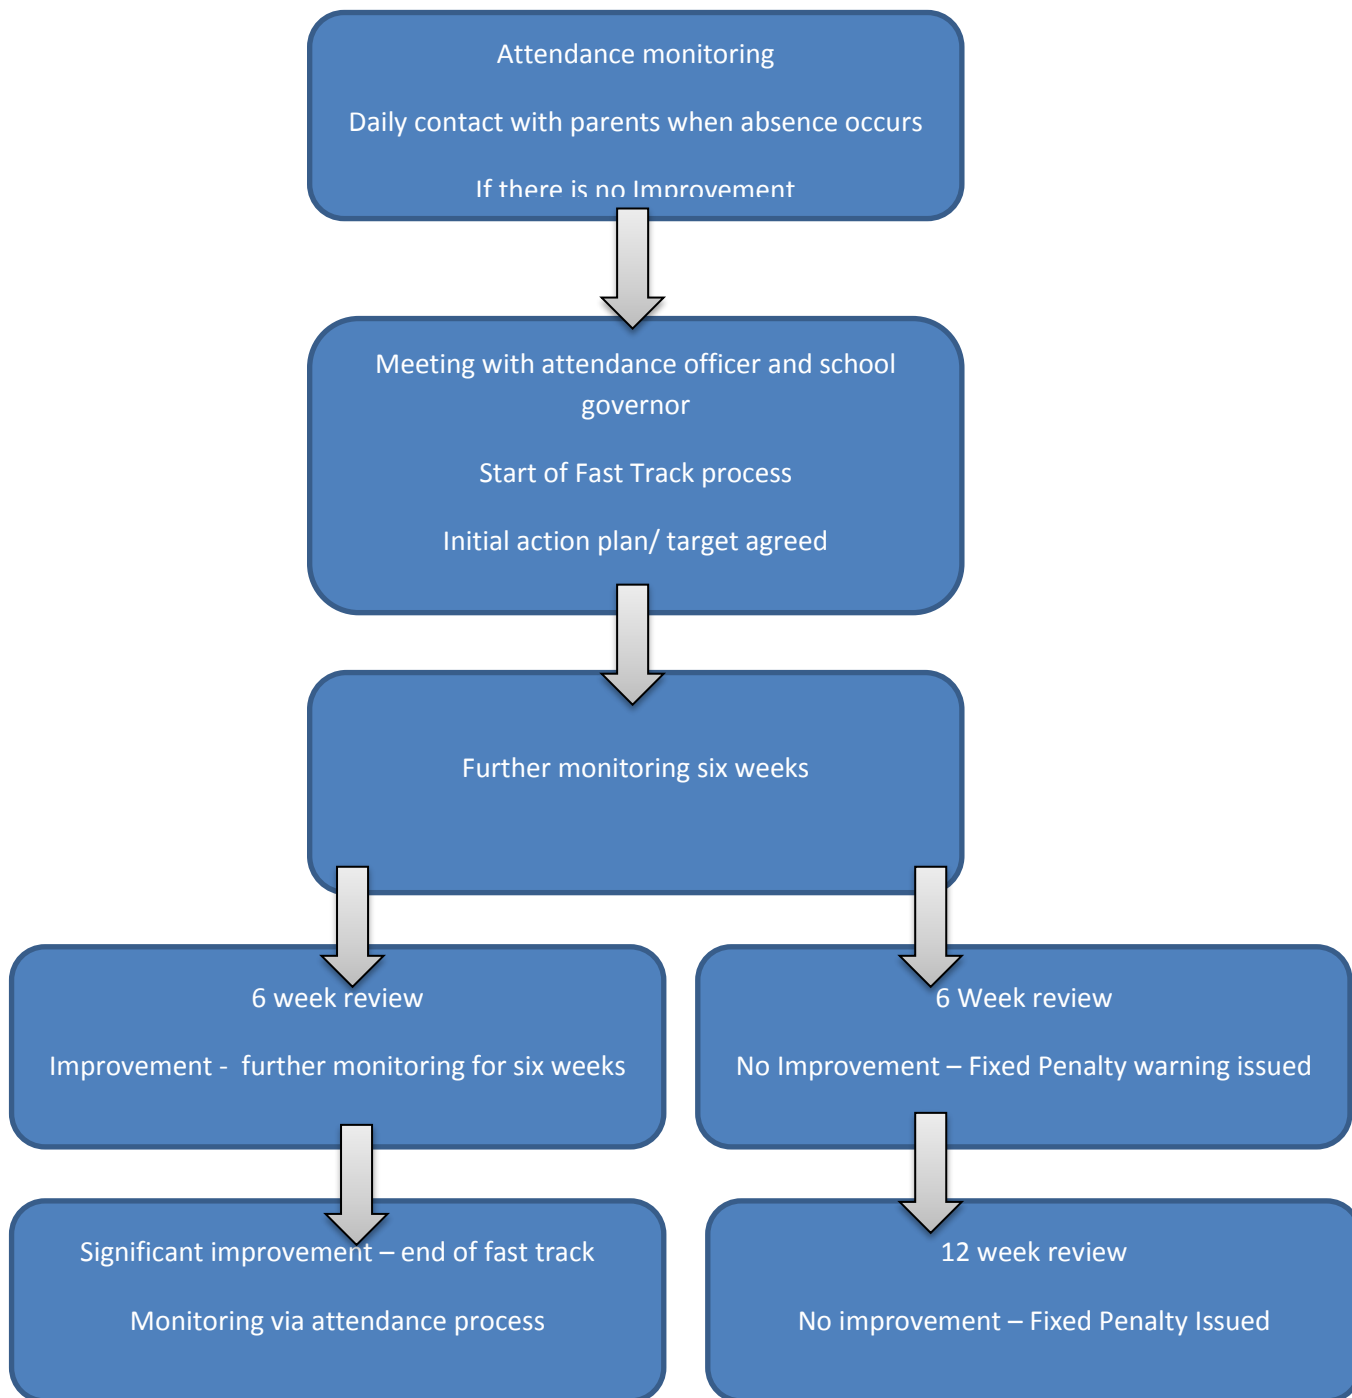 Attendance monitoring
Daily contact with parents when absence occurs
If there is no Improvement
Meeting with attendance officer and school
governor
Start of Fast Track process
Initial action plan/ target agreed
Further monitoring six weeks
6 week review
Improvement -  further monitoring for six weeks
6 Week review
No Improvement – Fixed Penalty warning issued
Significant improvement – end of fast track
Monitoring via attendance process
12 week review
No improvement – Fixed Penalty Issued